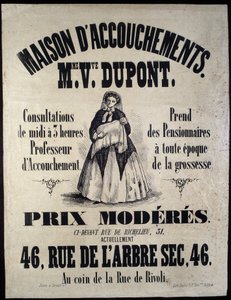 MAISON D'ACCOUCHEMENTS.
MME VVE DUPONT.
Consultations
de midi à 3 heures
Professeur
d'Accouchement
Prend
des Pensionnaires
à toute époque
de la grossesse
PRIX MODÉRÉS.
CI-DEVANT RUE DE RICHELIEU, 51.
ACTUELLEMENT
46, RUE DE L'ARBRE SEC, 46.
Au coin de la Rue de Rivoli.